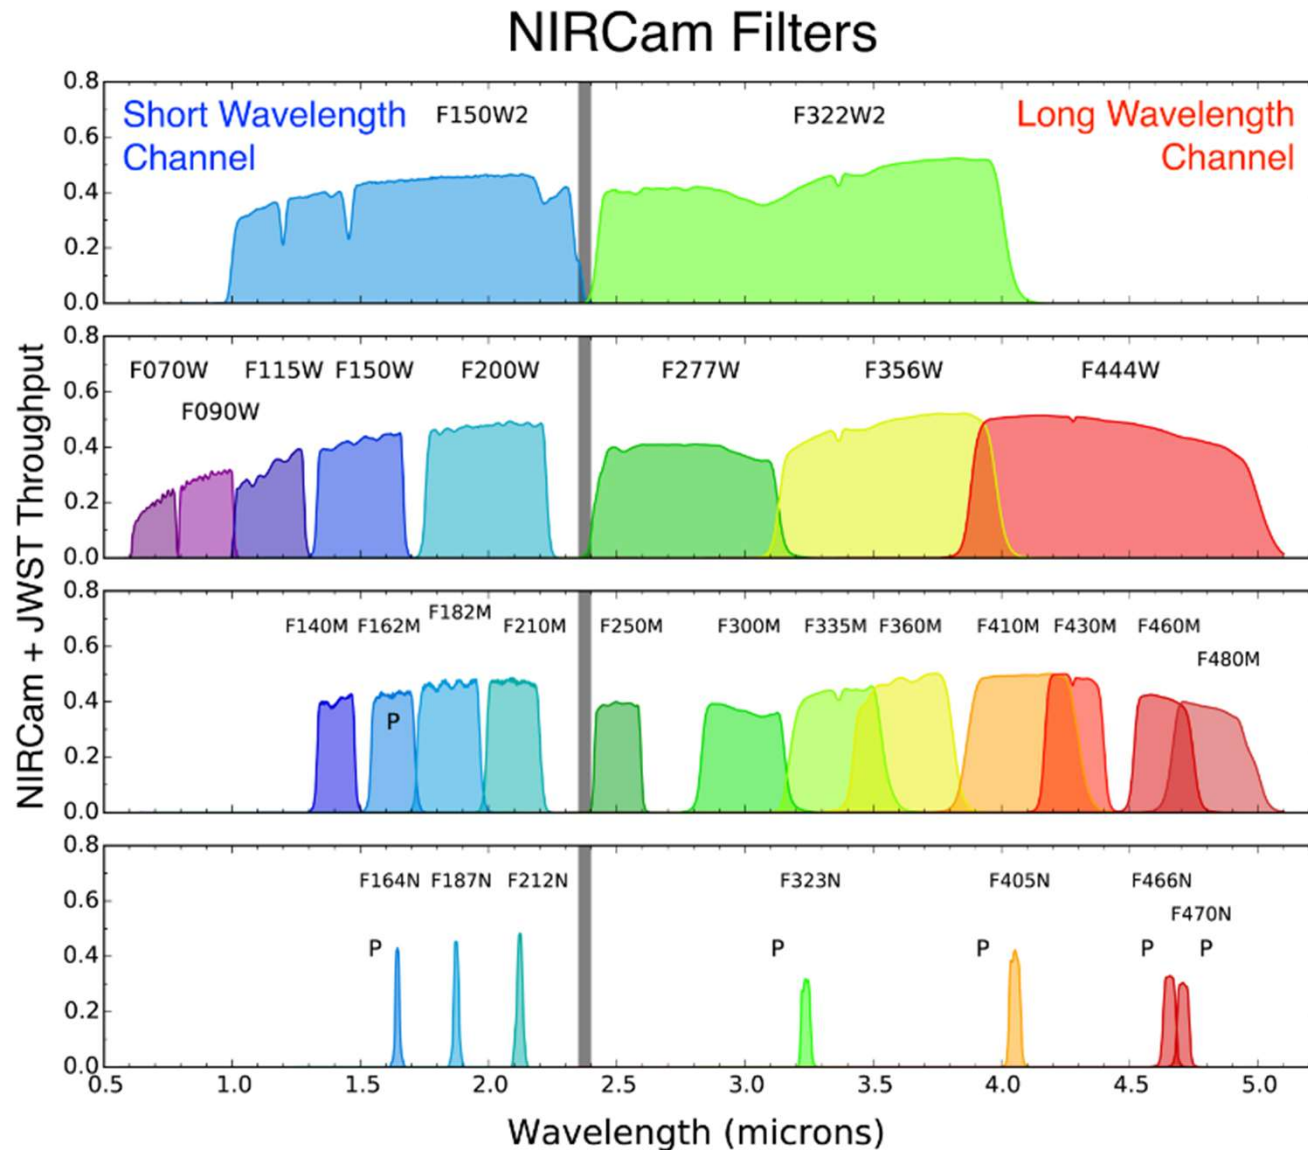 NIRCam Filters
NIRCam + JWST Throughput
0.8
0.6
0.4
0.2
0.0
Short Wavelength
Channel
F150W2
F322W2
Long Wavelength
Channel
0.8
0.6
0.4
0.2
0.0
F070W
F115W
F150W
F200W
F277W
F356W
F444W
F090W
0.8
0.6
0.4
0.2
0.0
F182M
F140M
F162M
F210M
F250M
F300M
F335M
F360M
F410M
F430M
F460M
F480M
P
0.8
0.6
0.4
0.2
0.0
F164N
F187N
F212N
F323N
F405N
F466N
F470N
P
P
P
P
P
0.5
1.0
1.5
2.0
2.5
3.0
3.5
4.0
4.5
5.0
Wavelength (microns)